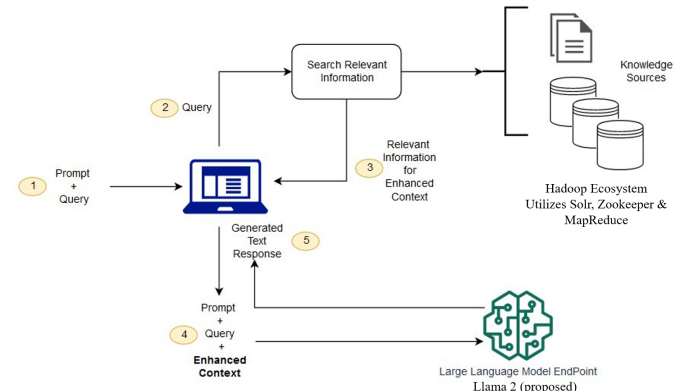 Search Relevant
Information
Knowledge
Sources
2
Query
Relevant
Information
for
Enhanced
Context
3
1
Prompt
+
Query
Hadoop Ecosystem
Utilizes Solr, Zookeeper &
MapReduce
Generated
Text
Response
5
4
Prompt
+
Query
+
Enhanced
Context
Large Language Model EndPoint
Llama 2 (proposed)